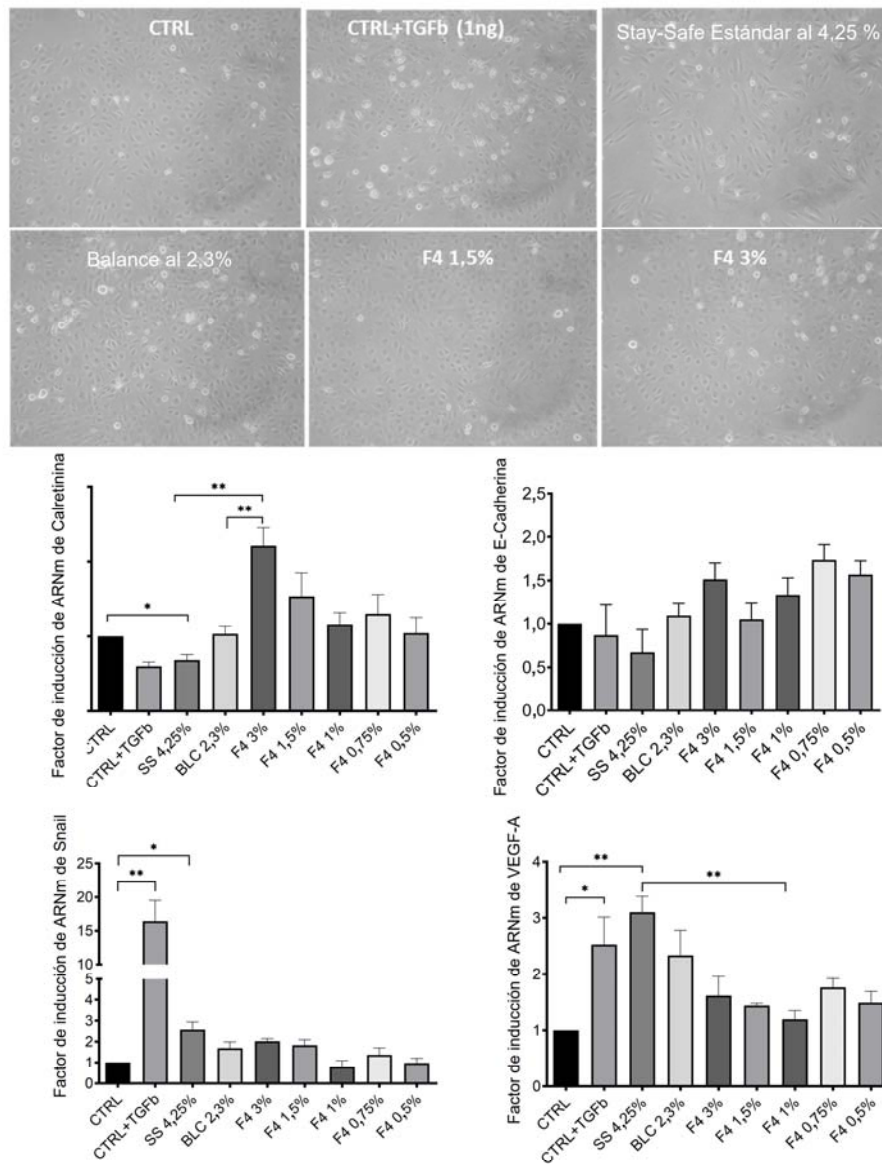 CTRL
CTRL+TGFb (1ng)
Stay-Safe Estándar al 4,25 %
Balance al 2,3%
F4 1,5%
F4 3%
Factor de inducción de ARNm de Calretinina
**
**
*
CTRL
CTRL+TGFb
SS 4,25%
BLC 2,3%
F4 3%
F4 1,5%
F4 1%
F4 0,75%
F4 0,5%
Factor de inducción de ARNm de E-Cadherina
2,5
2,0
1,5
1,0
0,5
0,0
CTRL
CTRL+TGFb
SS 4,25%
BLC 2,3%
F4 3%
F4 1,5%
F4 1%
F4 0,75%
F4 0,5%
Factor de inducción de ARNm de Snail
25
20
15
10
5
4
3
2
1
0
*
**
CTRL
CTRL+TGFb
SS 4,25%
BLC 2,3%
F4 3%
F4 1,5%
F4 1%
F4 0,75%
F4 0,5%
Factor de inducción de ARNm de VEGF-A
4
3
2
1
0
**
*
**
CTRL
CTRL+TGFb
SS 4,25%
BLC 2,3%
F4 3%
F4 1,5%
F4 1%
F4 0,75%
F4 0,5%